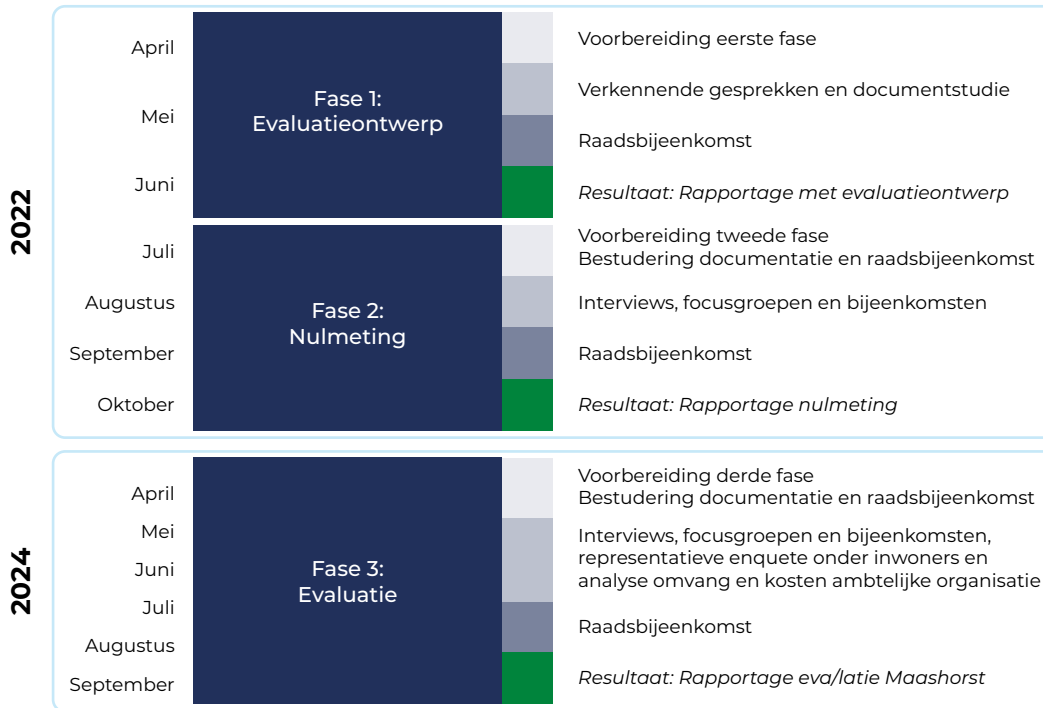 2022
April
Mei
Juni
Fase 1:
Evaluatieontwerp
Voorbereiding eerste fase
Verkennende gesprekken en documentstudie
Raadsbijeenkomst
Resultaat: Rapportage met evaluatieontwerp
Juli
Augustus
September
Oktober
Fase 2:
Nulmeting
Voorbereiding tweede fase
Bestudering documentatie en raadsbijeenkomst
Interviews, focusgroepen en bijeenkomsten
Raadsbijeenkomst
Resultaat: Rapportage nulmeting
2024
April
Mei
Juni
Juli
Augustus
September
Fase 3:
Evaluatie
Voorbereiding derde fase
Bestudering documentatie en raadsbijeenkomst
Interviews, focusgroepen en bijeenkomsten,
representatieve enquete onder inwoners en
analyse omvang en kosten ambtelijke organisatie
Raadsbijeenkomst
Resultaat: Rapportage eva/latie Maashorst